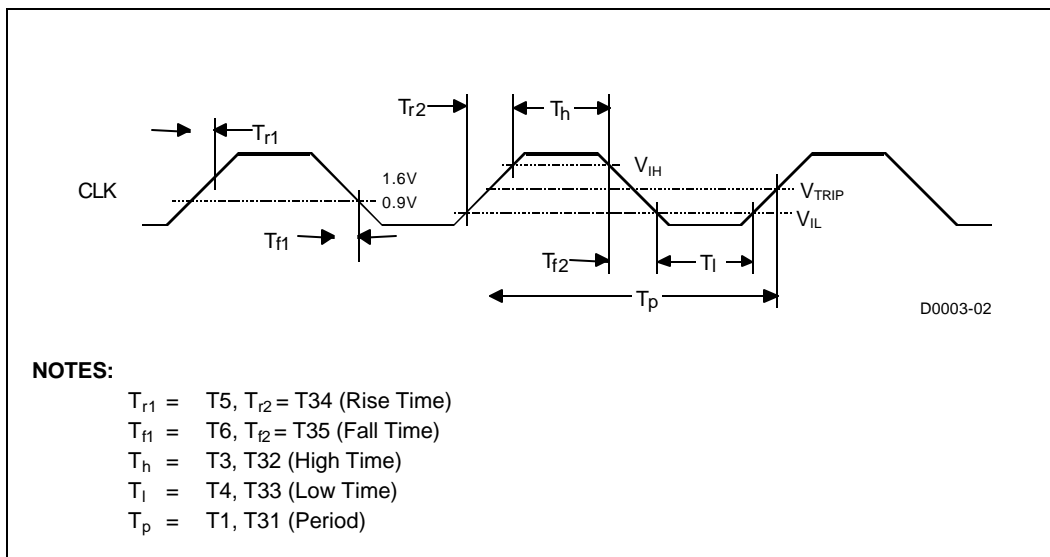 Tr2
Th
Tr1
VIH
CLK
1.6V
VTRIP
0.9V
VIL
Tf1
Tf2
Tl
Tp
D0003-02
NOTES:
Tr1 = T5, Tr2 = T34 (Rise Time)
Tf1 = T6, Tf2 = T35 (Fall Time)
Th = T3, T32 (High Time)
Tl = T4, T33 (Low Time)
Tp = T1, T31 (Period)